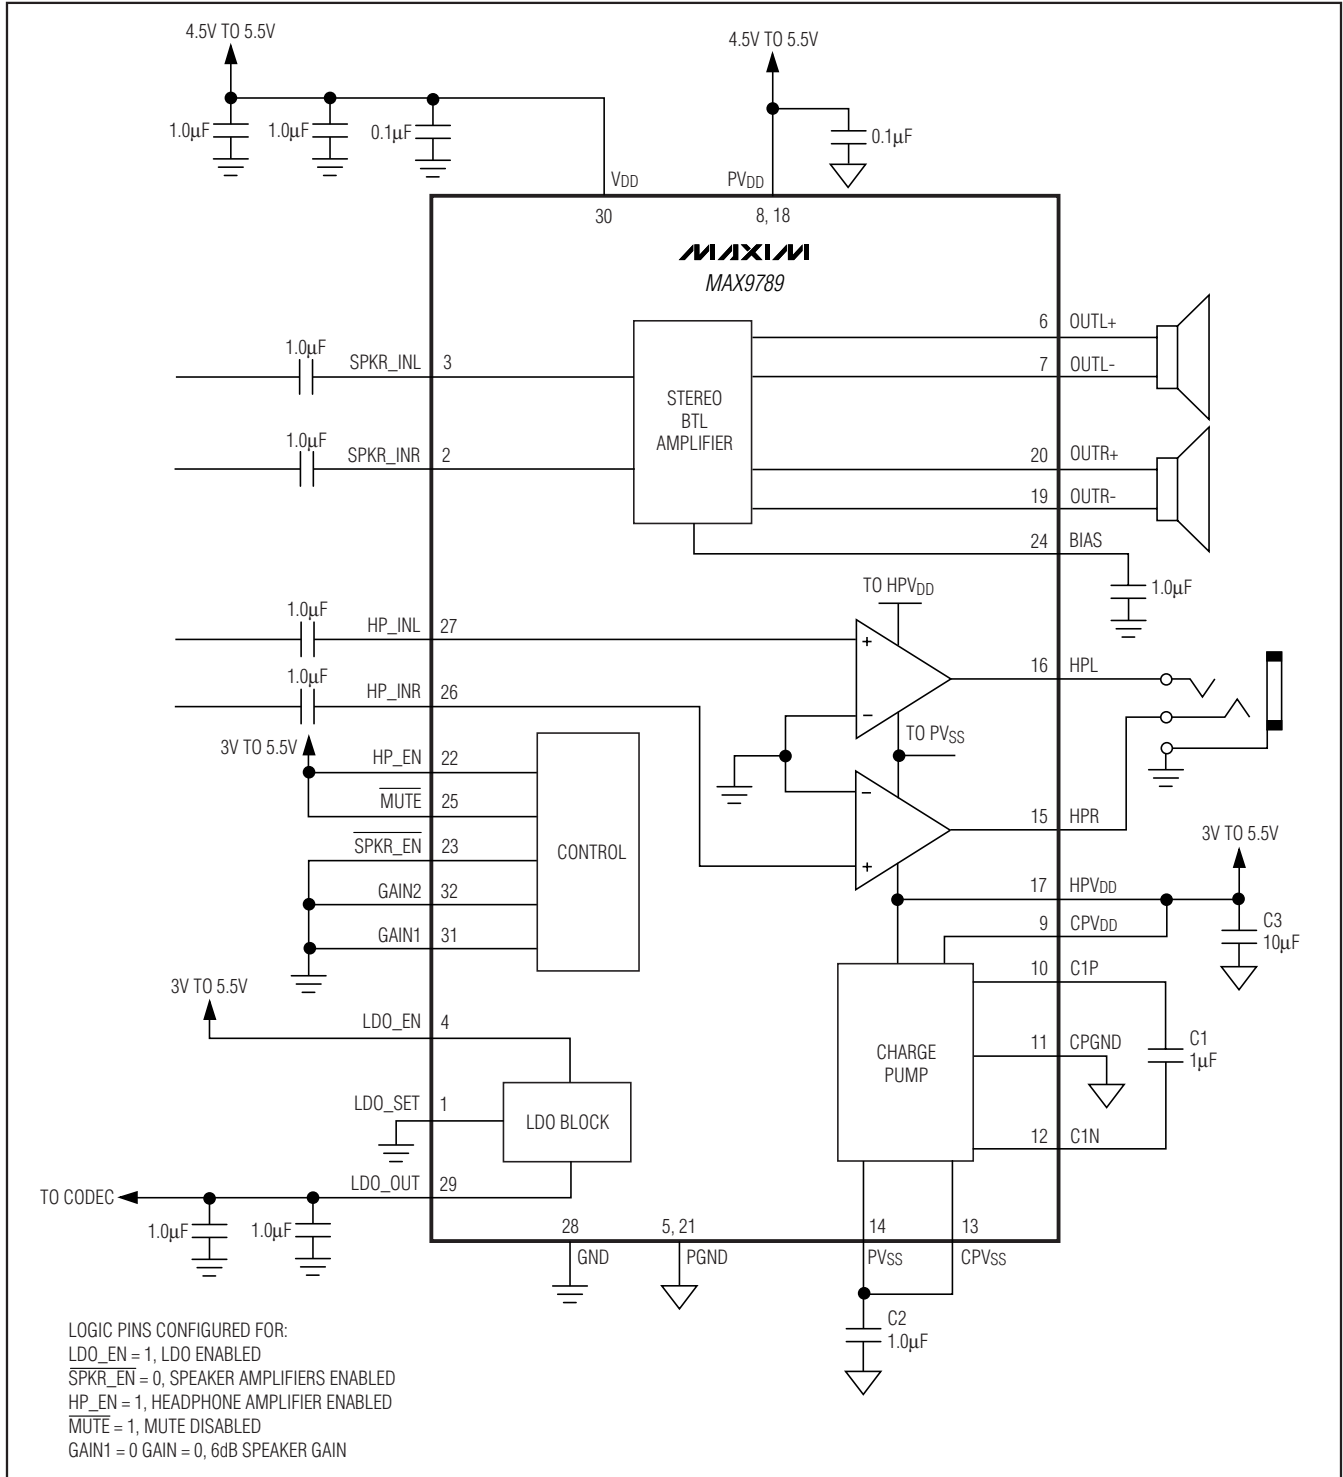 4.5V TO 5.5V
4.5V TO 5.5V
1.0µF
1.0µF
0.1µF
0.1µF
VDD
PVDD
30
8, 18
MAXIM
MAX9789
6 OUTL+
1.0µF
SPKR_INL 3
7 OUTL-
STEREO
BTL
AMPLIFIER
1.0µF
SPKR_INR 2
20 OUTR+
19 OUTR-
24 BIAS
TO HPVDD
1.0µF
1.0µF
HP_INL 27
+
16 HPL
1.0µF
HP_INR 26
−
TO PVSS
3V TO 5.5V
HP_EN 22
MUTE 25
−
15 HPR
SPKR_EN 23
CONTROL
+
3V TO 5.5V
GAIN2 32
17 HPVDD
GAIN1 31
9 CPVDD
C3
10µF
10 C1P
3V TO 5.5V
LDO_EN 4
11 CPGND
C1
1µF
CHARGE
PUMP
LDO_SET 1
LDO BLOCK
12 C1N
LDO_OUT 29
TO CODEC
1.0µF
1.0µF
28
5, 21
14
13
GND
PGND
PVSS
CPVSS
C2
1.0µF
LOGIC PINS CONFIGURED FOR:
LDO_EN = 1, LDO ENABLED
SPKR_EN = 0, SPEAKER AMPLIFIERS ENABLED
HP_EN = 1, HEADPHONE AMPLIFIER ENABLED
MUTE = 1, MUTE DISABLED
GAIN1 = 0 GAIN = 0, 6dB SPEAKER GAIN